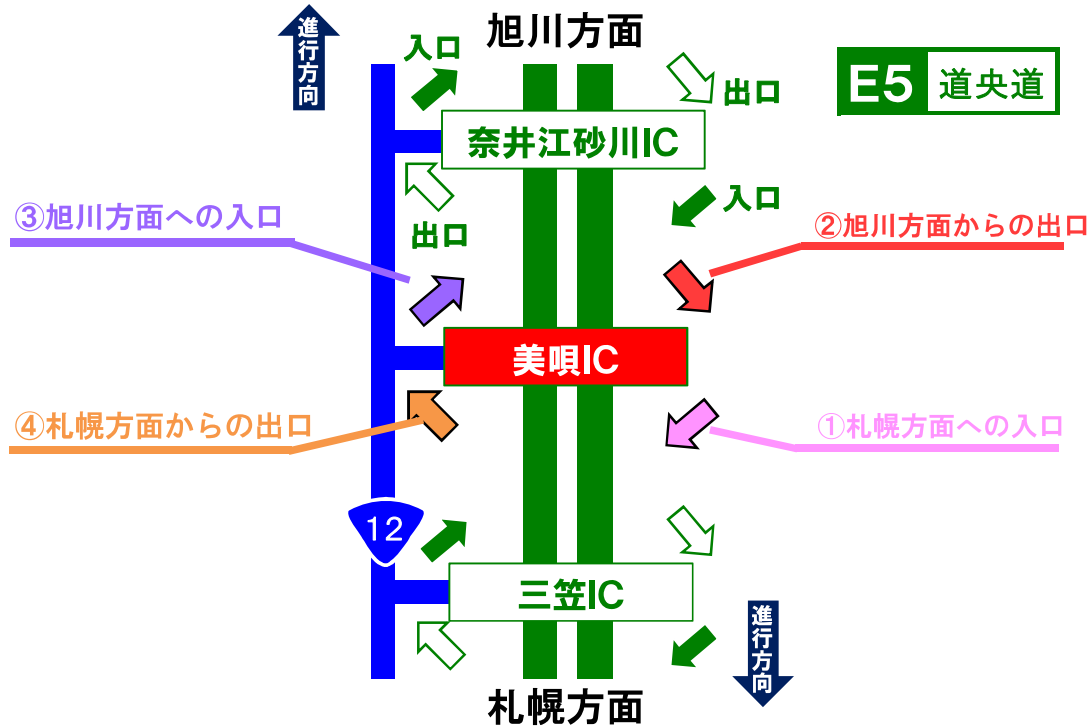 進行方向
旭川方面
入口
出口
E5 道央道
奈井江砂川IC
入口
③旭川方面への入口
出口
②旭川方面からの出口
美唄IC
④札幌方面からの出口
①札幌方面への入口
12
三笠IC
進行方向
札幌方面